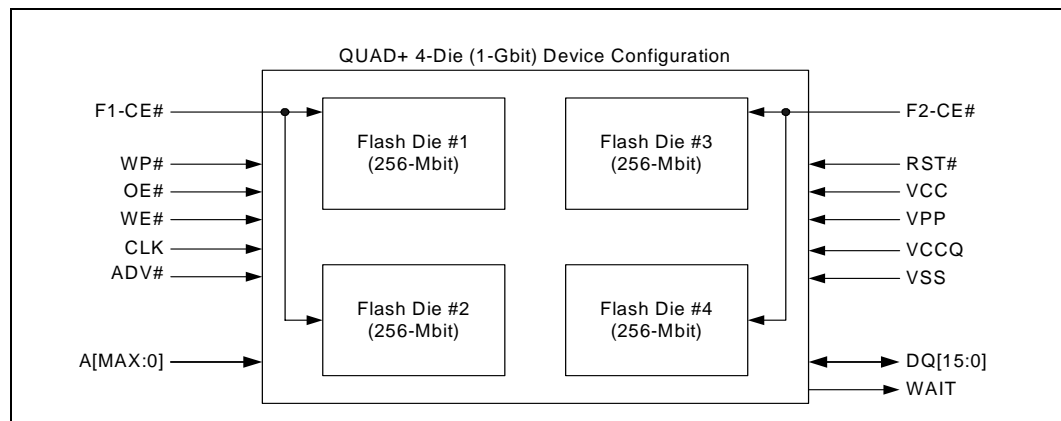 QUAD+ 4-Die (1-Gbit) Device Configuration
F1-CE#
F2-CE#
Flash Die #1
(256-Mbit)
Flash Die #3
(256-Mbit)
WP#
RST#
OE#
VCC
WE#
VPP
CLK
VCCQ
ADV#
VSS
Flash Die #2
(256-Mbit)
Flash Die #4
(256-Mbit)
A[MAX:0]
DQ[15:0]
WAIT